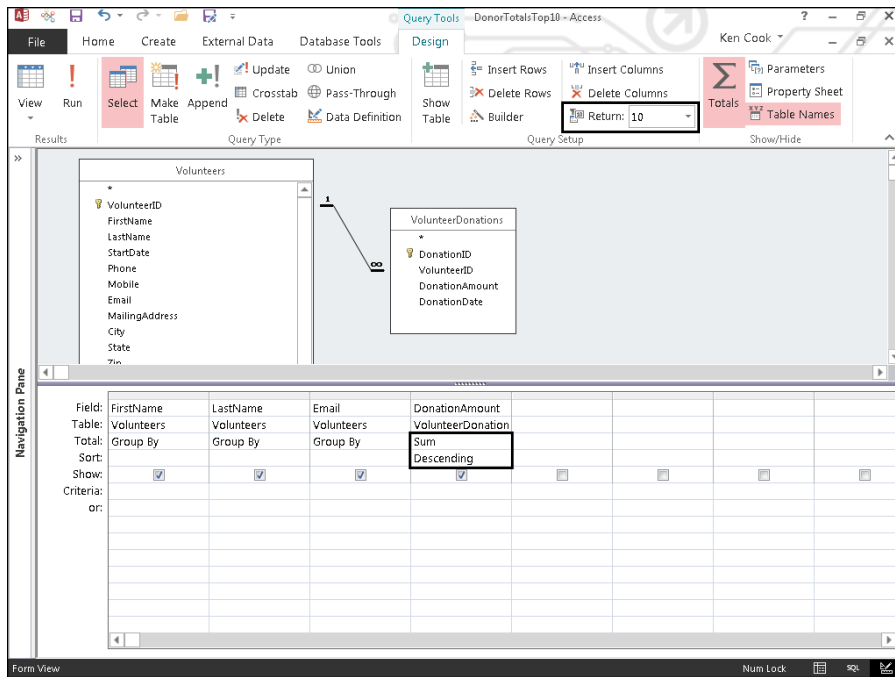 Query Tools DonorTotalsTop10 - Access ?
File Home Create External Data Database Tools Design Ken Cook
View Run Select Make Table Append Update Union Crosstab Pass-Through Delete Data Definition Show Table Insert Rows Delete Rows Builder Insert Columns Delete Columns Return: 10 Totals Parameters Property Sheet Table Names
Results Query Type Query Setup Show/Hide
»
Volunteers
*
VolunteerID
FirstName
LastName
StartDate
Phone
Mobile
Email
MailingAddress
City
State
Zip
1
∞
VolunteerDonations
*
DonationID
VolunteerID
DonationAmount
DonationDate
Navigation Pane
Field: FirstName LastName Email DonationAmount
Table: Volunteers Volunteers Volunteers VolunteerDonation
Total: Group By Group By Group By Sum
Sort: Descending
Show:
Criteria:
or:
Form View Num Lock SQL